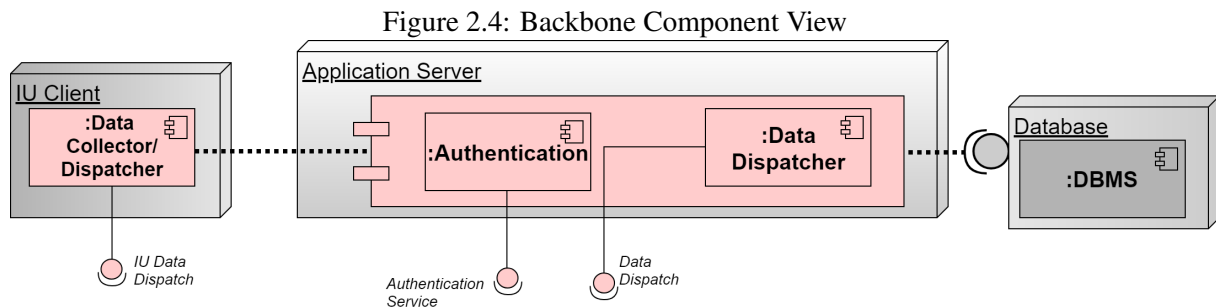 Figure 2.4: Backbone Component View
Application Server
IU Client
:Data
Collector/
Dispatcher
:Authentication
:Data
Dispatcher
Database
:DBMS
IU Data
Dispatch
Authentication
Service
Data
Dispatch